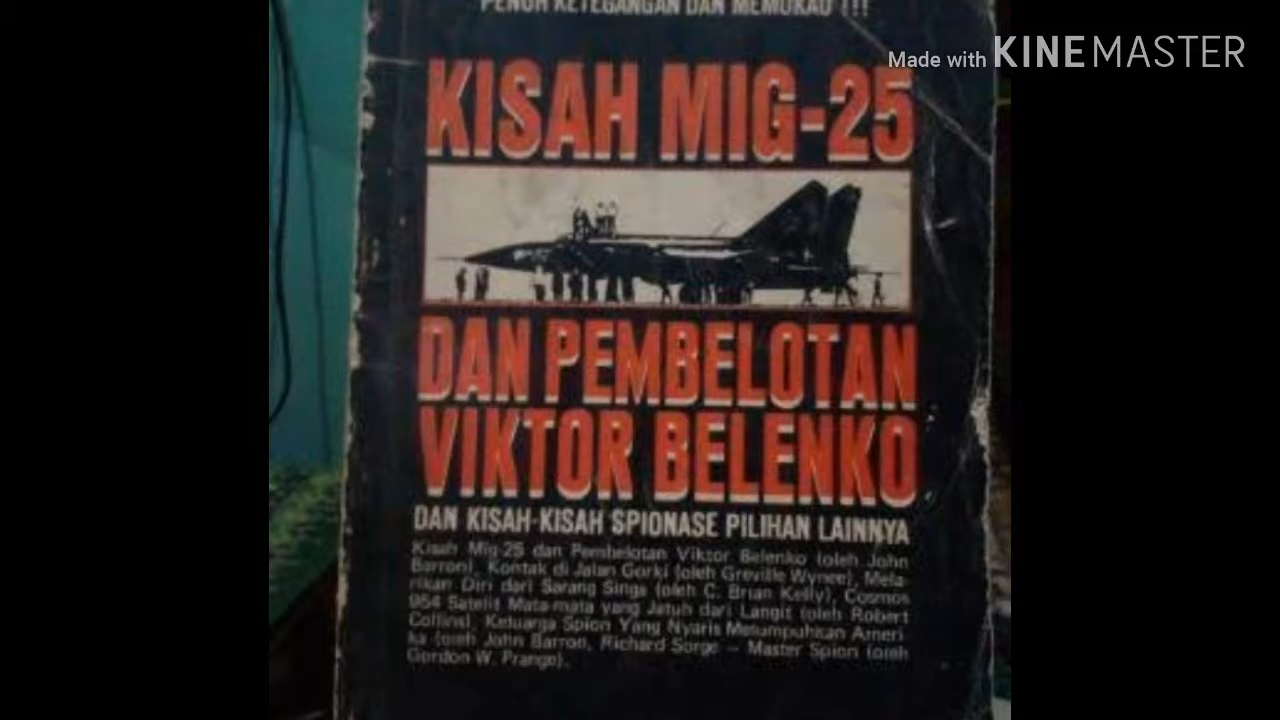 PENUH KETEGANGAN DAN MEMUKAU !!!
Made with KINEMASTER
KISAH MIG-25
DAN PEMBELOTAN
VIKTOR BELENKO
DAN KISAH-KISAH SPIONASE PILIHAN LAINNYA
Kisah Mig-25 dan Pembelotan Viktor Belenko (oleh John
Barron), Kontak di Jalan Gorki (oleh Greville Wynee), Mela-
rikan Diri dari Sarang Singa (oleh C. Brian Kelly), Cosmos
954 Satelit Mata-mata yang Jatuh dari Langit (oleh Robert
Collins), Keluarga Spion Yang Nyaris Melumpuhkan Ameri-
ka (oleh John Barron, Richard Sorge – Master Spion (oleh
Gordon W. Prange).